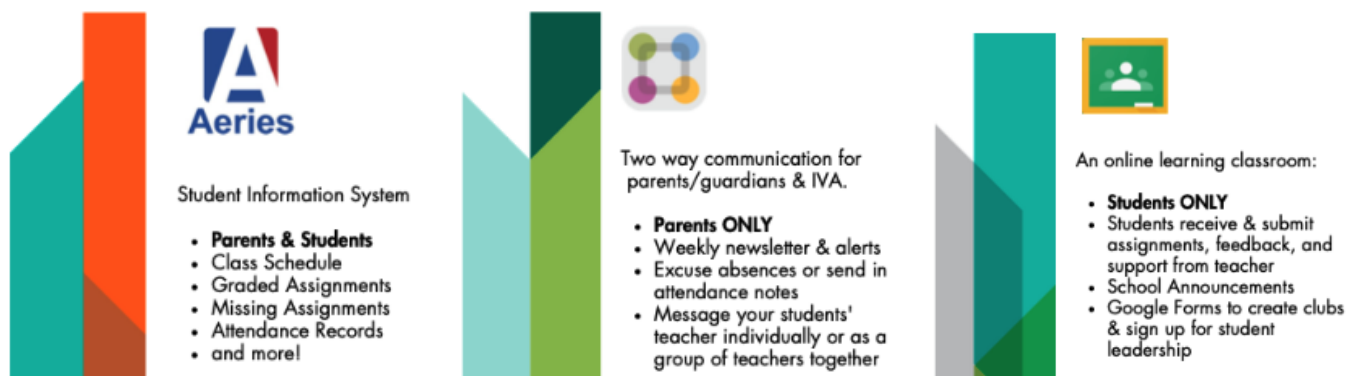 Aeries
Student Information System
• Parents & Students
• Class Schedule
• Graded Assignments
• Missing Assignments
• Attendance Records
• and more!
Two way communication for
parents/guardians & IVA.
• Parents ONLY
• Weekly newsletter & alerts
• Excuse absences or send in
attendance notes
• Message your students'
teacher individually or as a
group of teachers together
An online learning classroom:
• Students ONLY
• Students receive & submit
assignments, feedback, and
support from teacher
• School Announcements
• Google Forms to create clubs
& sign up for student
leadership